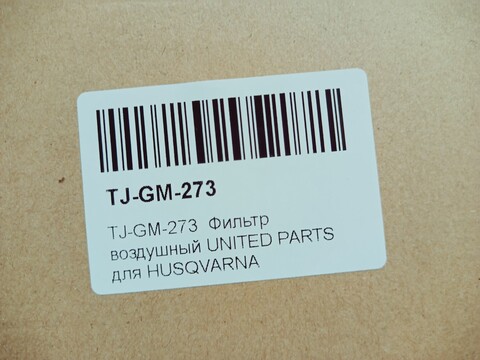 TJ-GM-273
TJ-GM-273 Фильтр
воздушный UNITED PARTS
для HUSQVARNA